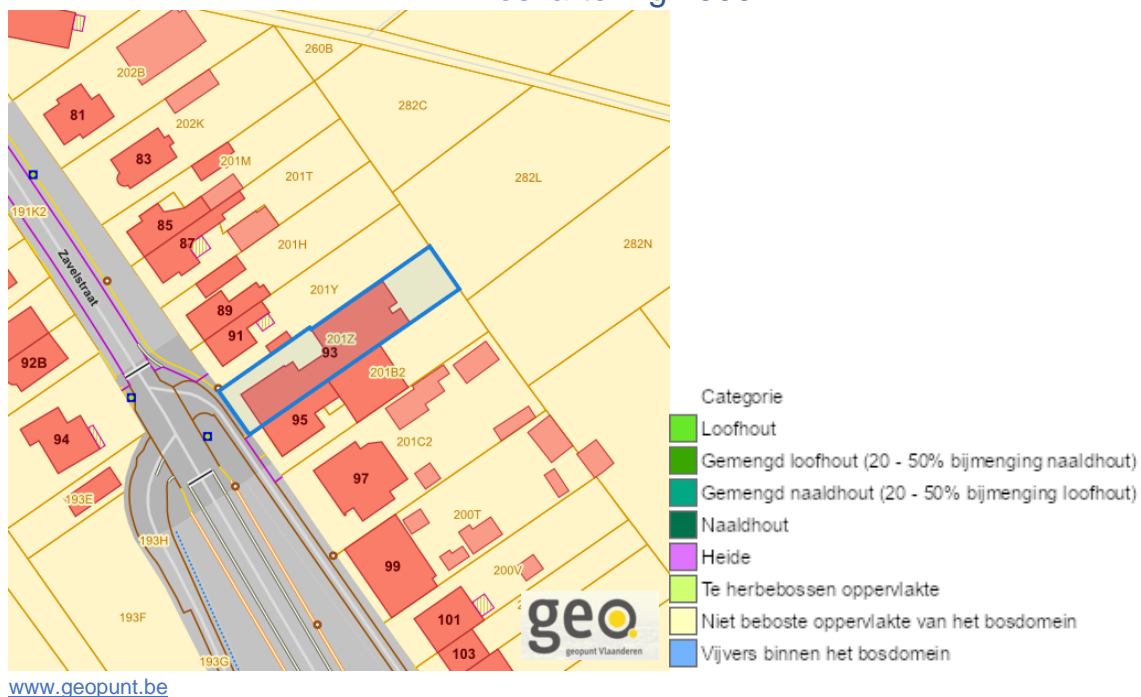 260B
202B
282C
81
202K
83
201M
201T
282L
191K2
85
87
201H
282N
Zavelstraat
201Y
89
91
201Z
93
92B
201B2
95
94
201C2
97
193E
200T
193H
99
200V
193F
101
103
193G
geo
geopunt Vlaanderen
Categorie
Loofhout
Gemengd loofhout (20 - 50% bijmenging naaldhout)
Gemengd naaldhout (20 - 50% bijmenging loofhout)
Naaldhout
Heide
Te herbebossen oppervlakte
Niet beboste oppervlakte van het bosdomein
Vijvers binnen het bosdomein
www.geopunt.be